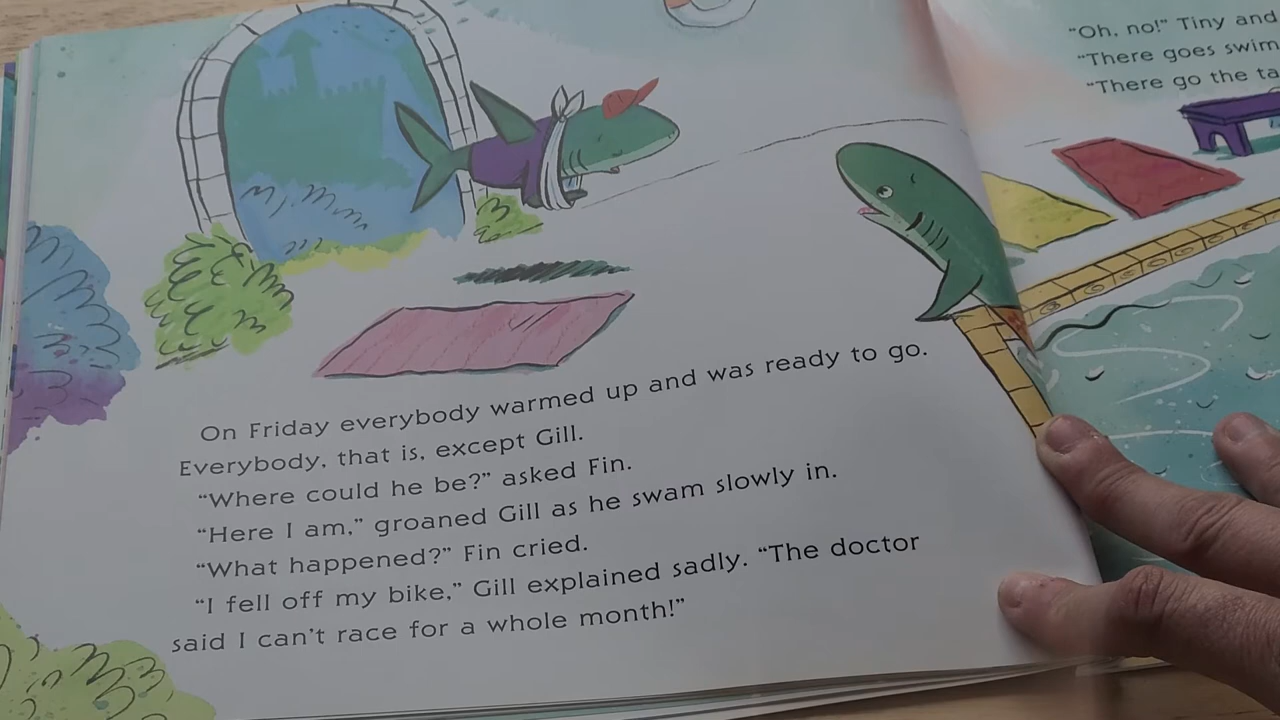 On Friday everybody warmed up and was ready to go.
Everybody, that is, except Gill.
“Where could he be?” asked Fin.
“Here I am,” groaned Gill as he swam slowly in.
“What happened?” Fin cried.
“I fell off my bike,” Gill explained sadly. “The doctor
said I can’t race for a whole month!”
“Oh, no!” Tiny and
“There goes swim
“There go the ta